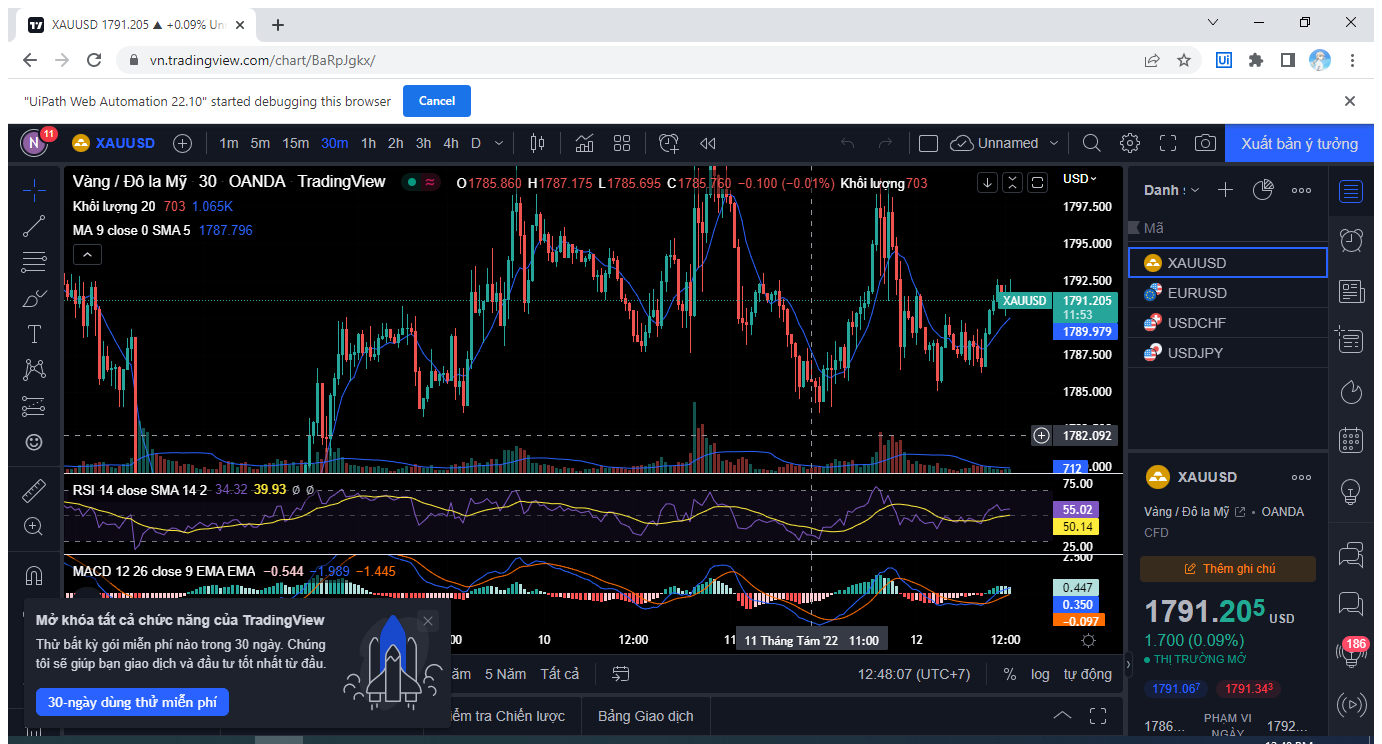 XAUUSD 1791.205 ▲ +0.09% Un
vn.tradingview.com/chart/BaRpJgkx/
"UiPath Web Automation 22.10" started debugging this browser
Cancel
N 11 XAUUSD 1m 5m 15m 30m 1h 2h 3h 4h D Unnamed Xuất bản ý tưởng
Vàng / Đô la Mỹ 30 OANDA TradingView O1785.860 H1787.175 L1785.695 C1785.760 −0.100 (−0.01%) Khối lượng703
Khối lượng 20 703 1.065K
MA 9 close 0 SMA 5 1787.796
USD
1797.500
1795.000
1792.500
XAUUSD 1791.205
11:53
1789.979
1787.500
1785.000
1782.092
712
.000
RSI 14 close SMA 14 2 34.32 39.93 ø ø
75.00
55.02
50.14
25.00
2.500
MACD 12 26 close 9 EMA EMA −0.544 −1.989 −1.445
0.447
0.350
−0.097
:00 10 12:00 11 11 Tháng Tám '22 11:00 12 12:00
Mở khóa tất cả chức năng của TradingView
Thử bất kỳ gói miễn phí nào trong 30 ngày. Chúng
tôi sẽ giúp bạn giao dịch và đầu tư tốt nhất từ đầu.
30-ngày dùng thử miễn phí
ăm 5 Năm Tất cả 12:48:07 (UTC+7) % log tự động
iểm tra Chiến lược Bảng Giao dịch
Danh s
Mã
XAUUSD
EURUSD
USDCHF
USDJPY
XAUUSD
Vàng / Đô la Mỹ • OANDA
CFD
Thêm ghi chú
1791.205 USD
1.700 (0.09%)
THỊ TRƯỜNG MỞ
1791.067 1791.343
1786... PHẠM VI NGÀY 1792...
186